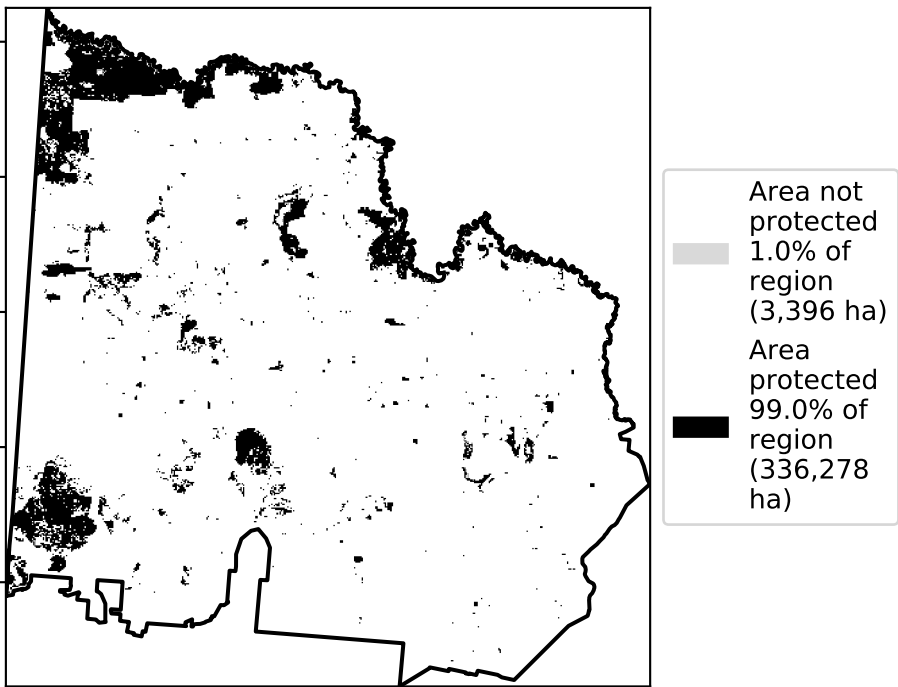 Area not
protected
1.0% of
region
(3,396 ha)
Area
protected
99.0% of
region
(336,278
ha)